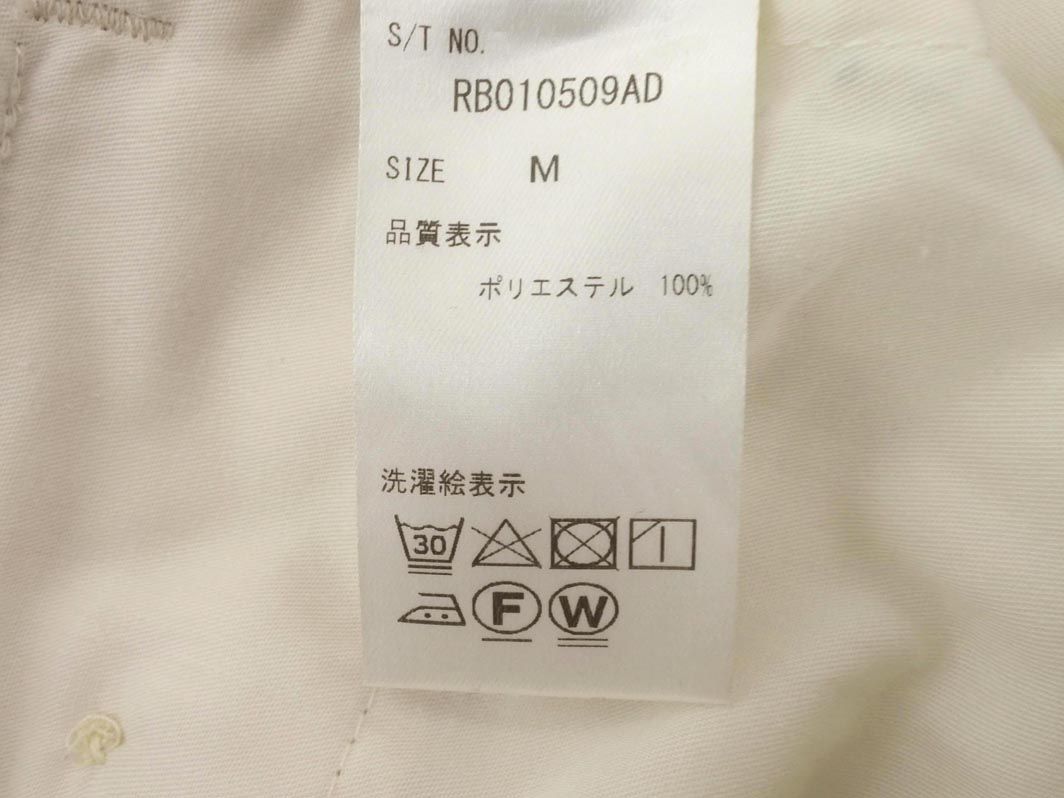 S/T NO.
RB010509AD
SIZE M
品質表示
ポリエステル 100%
洗濯絵表示
30
F W